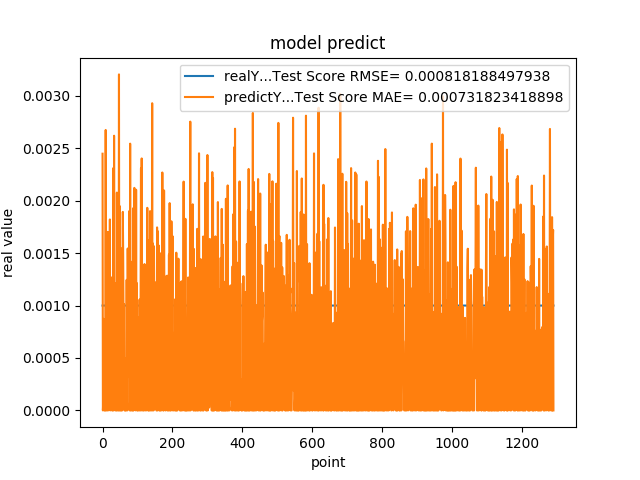 model predict
realY...Test Score RMSE= 0.000818188497938
predictY...Test Score MAE= 0.000731823418898
0.0030
0.0025
0.0020
0.0015
0.0010
0.0005
0.0000
real value
0 200 400 600 800 1000 1200
point